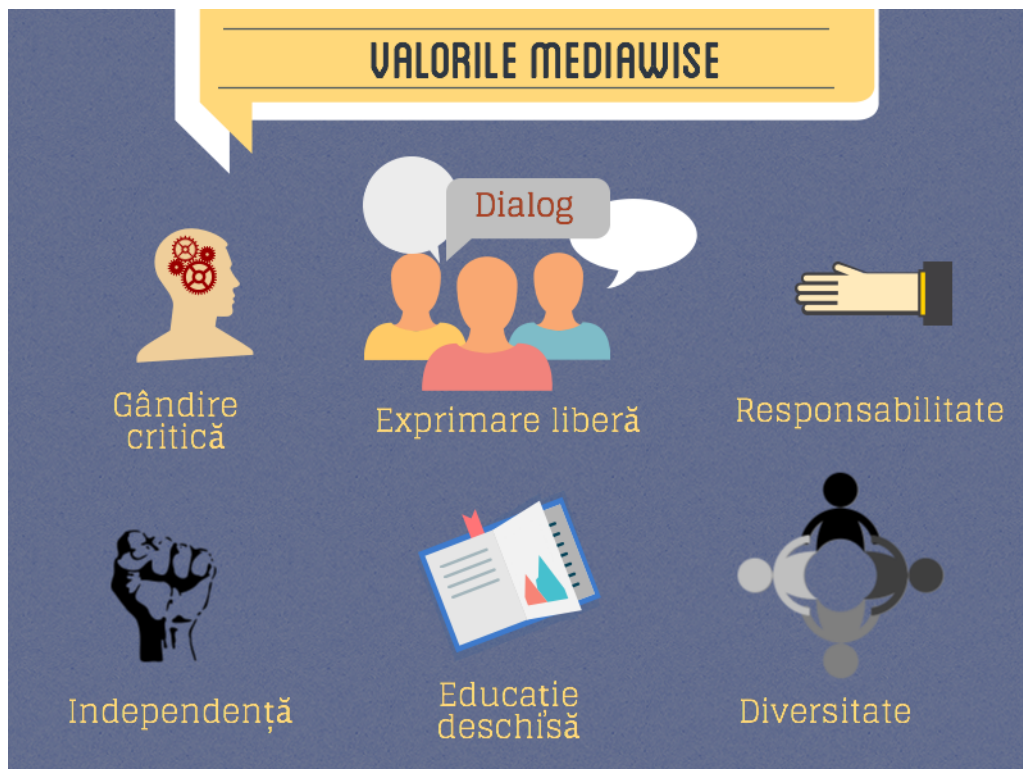 VALORILE MEDIAWISE
Dialog
Gândire
critică
Exprimare liberă
Responsabilitate
Independență
Educație
deschisă
Diversitate